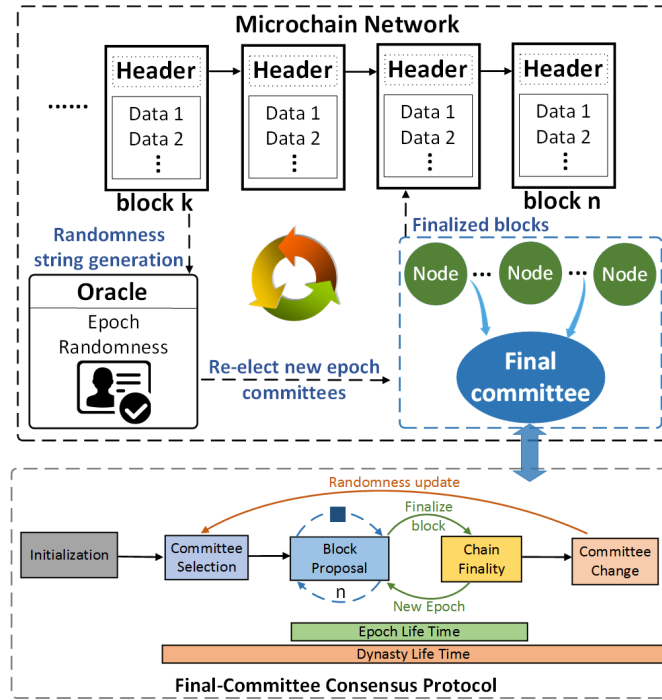 Microchain Network
Header
Header
Header
Header
......
Data 1
Data 2
Data 1
Data 2
Data 1
Data 2
Data 1
Data 2
block k
block n
Randomness
string generation
Finalized blocks
Oracle
Epoch
Randomness
Node ... Node ... Node
Re-elect new epoch
committees
Final
committee
Randomness update
Finalize
block
Initialization
Committee
Selection
Block
Proposal
Chain
Finality
Committee
Change
n
New Epoch
Epoch Life Time
Dynasty Life Time
Final-Committee Consensus Protocol